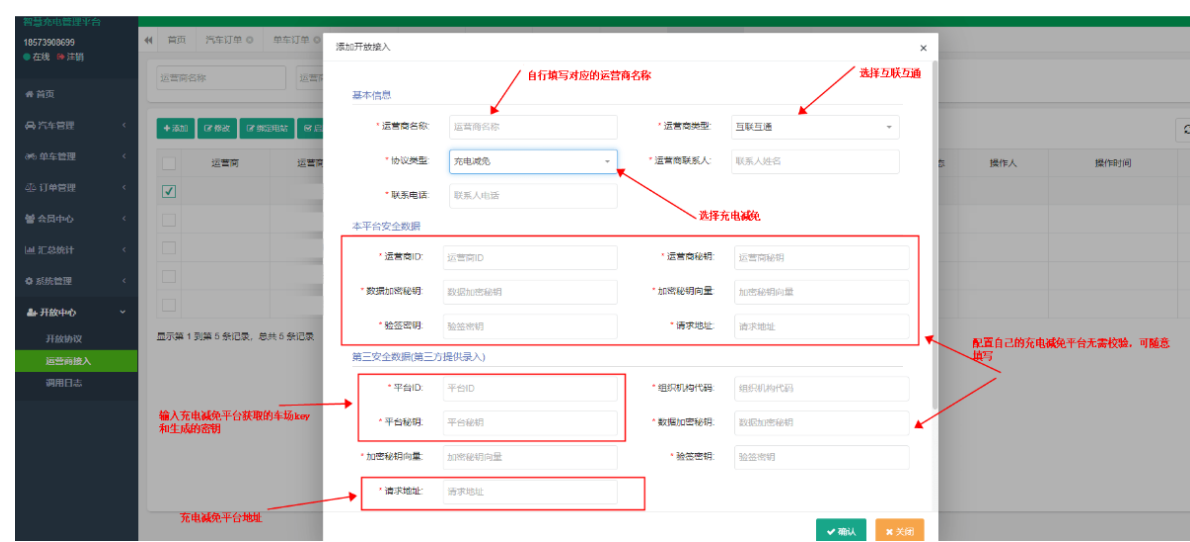 智慧充电管理平台
18573908699
在线 注销
首页 汽车订单 单车订单
添加开放接入 ×
运营商名称
自行填写对应的运营商名称
选择互联互通
首页
基本信息
汽车管理
添加 修改 绑定电站
* 运营商名称: 运营商名称
* 运营商类型: 互联互通
单车管理
运营商
* 协议类型: 充电减免
* 运营商联系人: 联系人姓名
操作人 操作时间
订单管理
* 联系电话: 联系人电话
选择充电减免
会员中心
本平台安全数据
汇总统计
* 运营商ID: 运营商ID
* 运营商秘钥: 运营商秘钥
系统管理
* 数据加密秘钥: 数据加密秘钥
* 加密秘钥向量: 加密秘钥向量
开放中心
* 验签密钥: 验签密钥
* 请求地址: 请求地址
开放协议
显示第 1 到第 5 条记录，总共 5 条记录
配置自己的充电减免平台无需校验，可随意
填写
运营商接入
第三安全数据(第三方提供录入)
调用日志
* 平台ID: 平台ID
* 组织机构代码: 组织机构代码
输入充电减免平台获取的车场key
和生成的密钥
* 平台秘钥: 平台秘钥
* 数据加密秘钥: 数据加密秘钥
* 加密秘钥向量: 加密秘钥向量
* 验签密钥: 验签密钥
* 请求地址: 请求地址
充电减免平台地址
确认 × 关闭